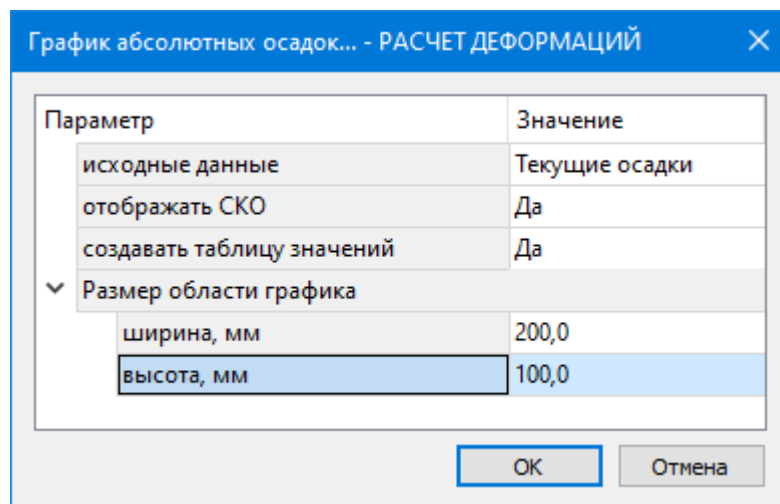 График абсолютных осадок... - РАСЧЕТ ДЕФОРМАЦИЙ
Параметр Значение
исходные данные Текущие осадки
отображать СКО Да
создавать таблицу значений Да
Размер области графика
ширина, мм 200,0
высота, мм 100,0
OK Отмена